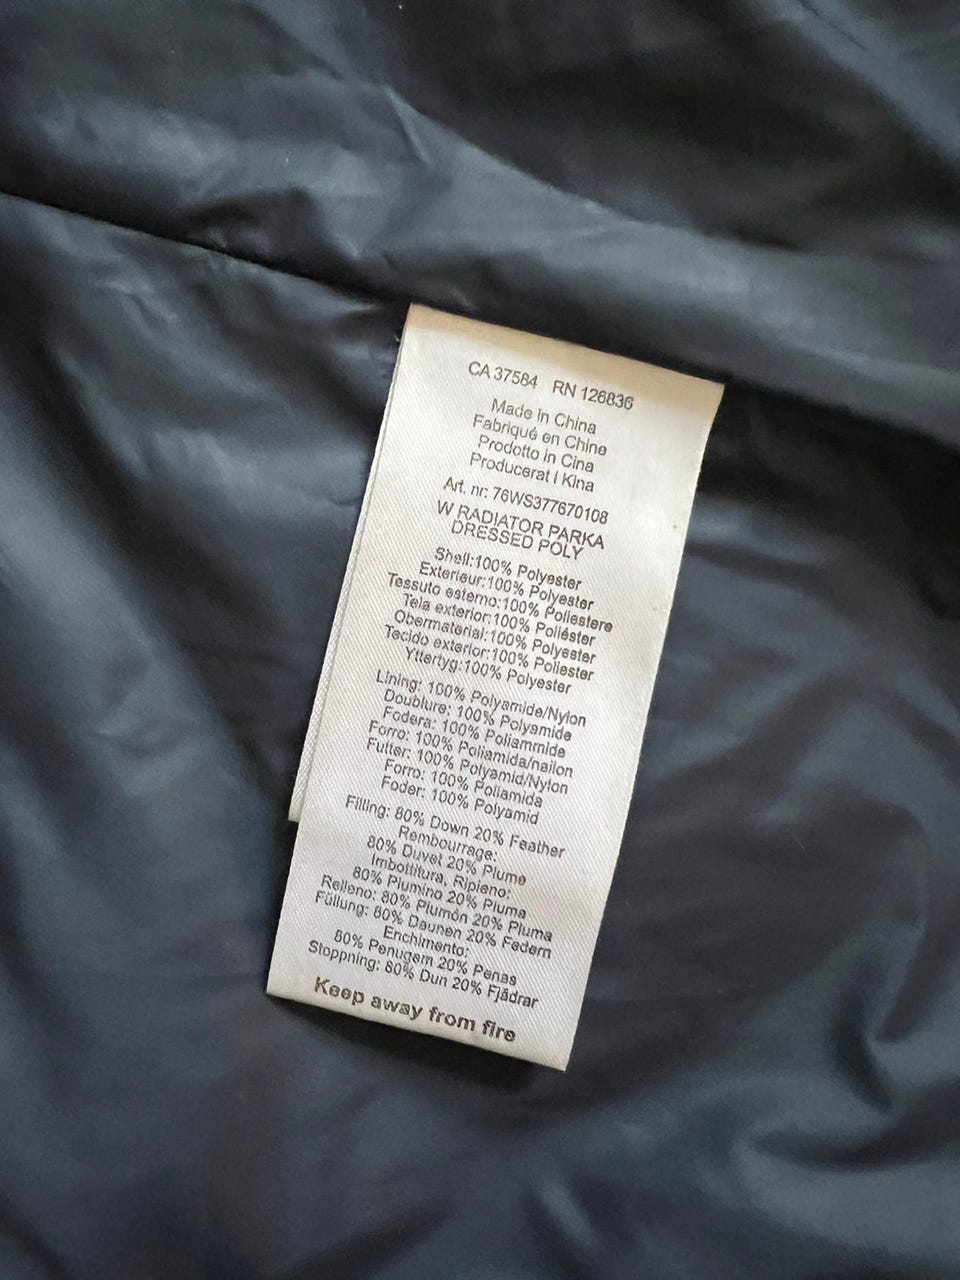 CA 37584 RN 126836
Made in China
Fabriqué en Chine
Prodotto in Cina
Producerat i Kina
Art. nr: 76WS377670108
W RADIATOR PARKA
DRESSED POLY
Shell:100% Polyester
Exterieur:100% Polyester
Tessuto esterno:100% Poliestere
Tela exterior:100% Poliéster
Obermaterial:100% Polyester
Tecido exterior:100% Poliester
Yttertyg:100% Polyester
Lining: 100% Polyamide/Nylon
Doublure: 100% Polyamide
Fodera: 100% Poliammide
Forro: 100% Poliamida/nailon
Futter: 100% Polyamid/Nylon
Forro: 100% Poliamida
Foder: 100% Polyamid
Filling: 80% Down 20% Feather
Rembourrage:
80% Duvet 20% Plume
Imbottitura, Ripieno:
80% Piumino 20% Piuma
Relleno: 80% Plumón 20% Pluma
Füllung: 80% Daunen 20% Federn
Enchimento:
80% Penugem 20% Penas
Stoppning: 80% Dun 20% Fjädrar
Keep away from fire